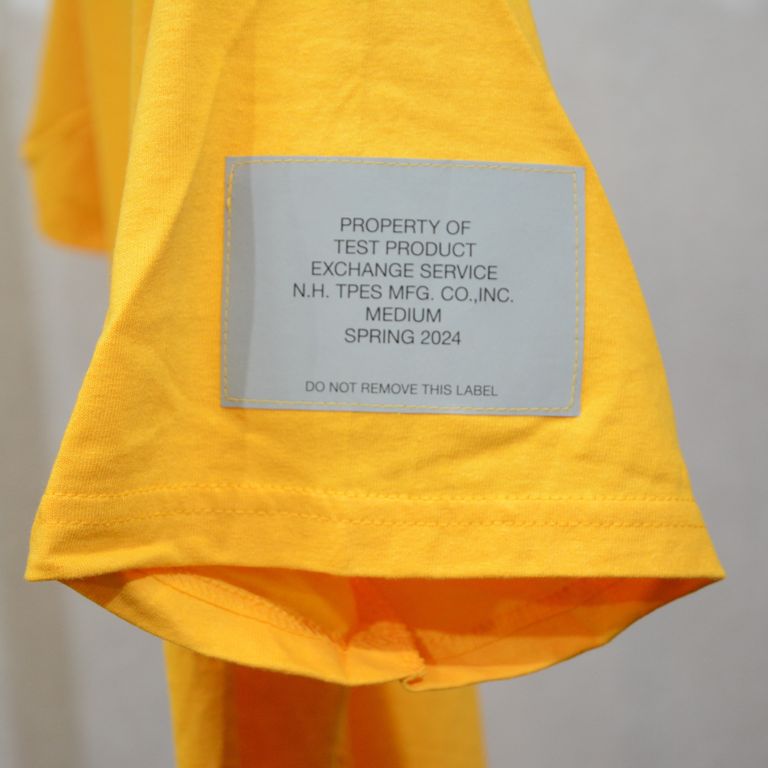 PROPERTY OF
TEST PRODUCT
EXCHANGE SERVICE
N.H. TPES MFG. CO.,INC.
MEDIUM
SPRING 2024
DO NOT REMOVE THIS LABEL